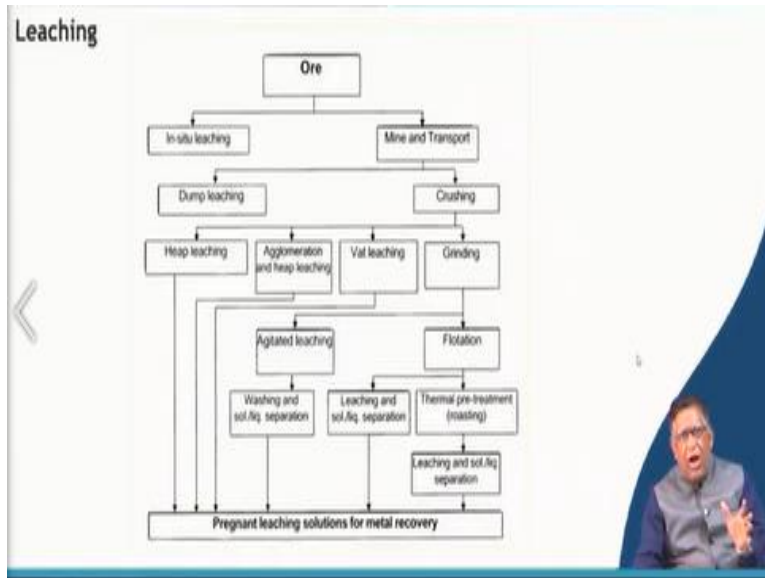 Leaching
Ore
In-situ leaching
Mine and Transport
Dump leaching
Crushing
Heap leaching
Agglomeration
and heap leaching
Vat leaching
Grinding
Agitated leaching
Flotation
Washing and
sol./liq. separation
Leaching and
sol./liq. separation
Thermal pre-treatment
(roasting)
Leaching and sol./liq
separation
Pregnant leaching solutions for metal recovery